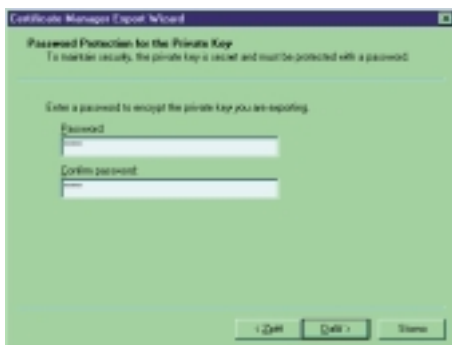 Certificate Manager Export Wizard
Password Protection for the Private Key
To maintain security, the private key is secret and must be protected with a password.
Enter a password to encrypt the private key you are exporting.
Password:
*****
Confirm password:
*****
< Zpět
Další >
Storno